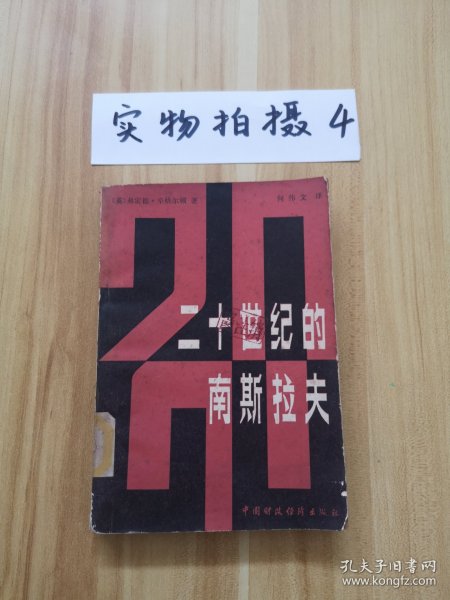 实物拍摄4
何伟文 译
20
二十世纪的
南斯拉夫
中国财政经济出版社
孔夫子旧书网
www.kongfz.com